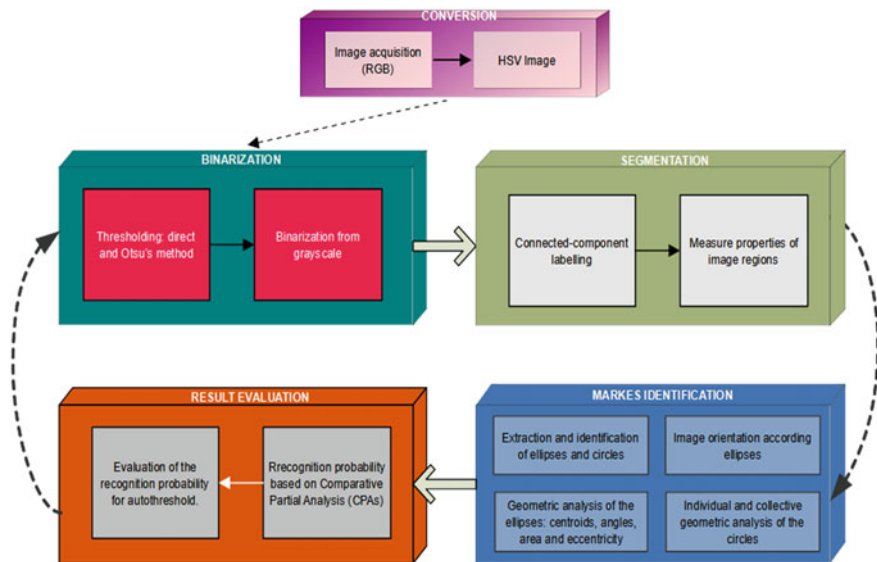 CONVERSION
Image acquisition
(RGB)
HSV Image
BINARIZATION
Thresholding: direct
and Otsu's method
Binarization from
grayscale
SEGMENTATION
Connected-component
labelling
Measure properties of
image regions
RESULT EVALUATION
Evaluation of the
recognition probability
for autothreshold.
Rrecognition probability
based on Comparative
Partial Analysis (CPAs)
MARKES IDENTIFICATION
Extraction and identification
of ellipses and circles
Image orientation according
ellipses
Geometric analysis of the
ellipses: centroids, angles,
area and eccentricity
Individual and collective
geometric analysis of the
circles